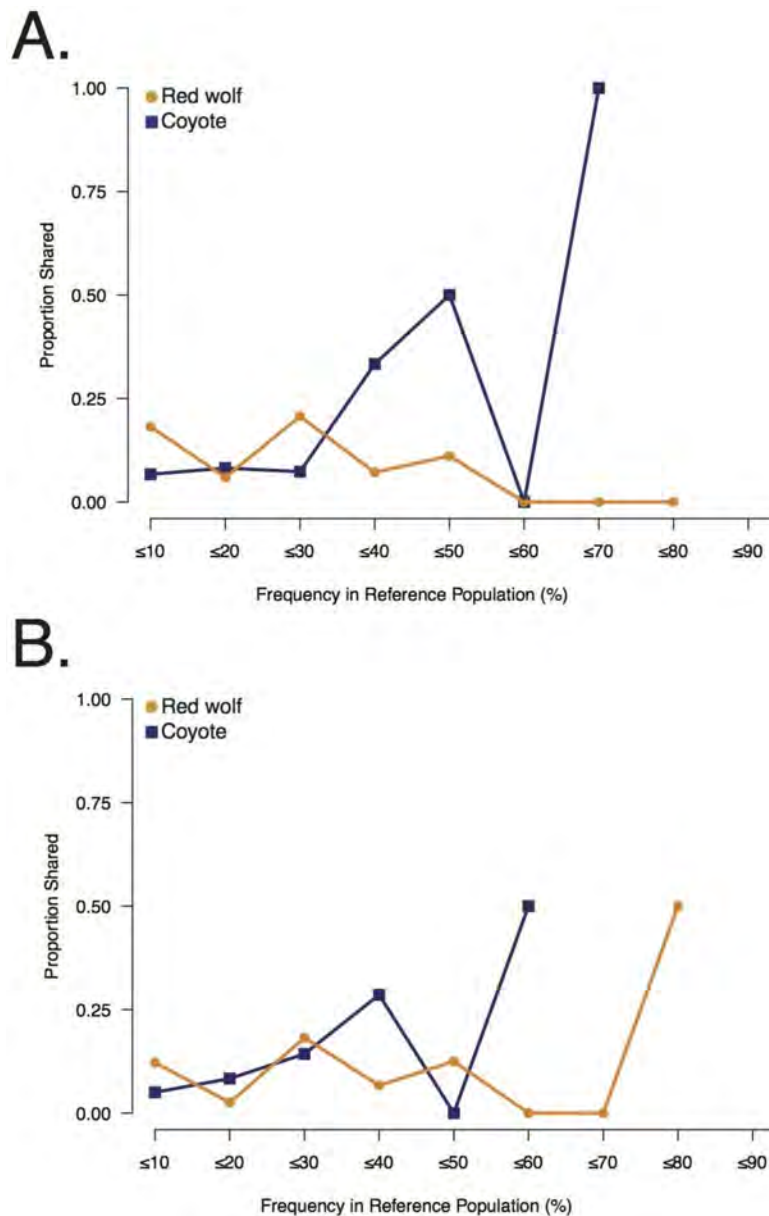 A.
Red wolf
Coyote
1.00
0.75
0.50
0.25
0.00
Proportion Shared
≤10 ≤20 ≤30 ≤40 ≤50 ≤60 ≤70 ≤80 ≤90
Frequency in Reference Population (%)
B.
Red wolf
Coyote
1.00
0.75
0.50
0.25
0.00
Proportion Shared
≤10 ≤20 ≤30 ≤40 ≤50 ≤60 ≤70 ≤80 ≤90
Frequency in Reference Population (%)